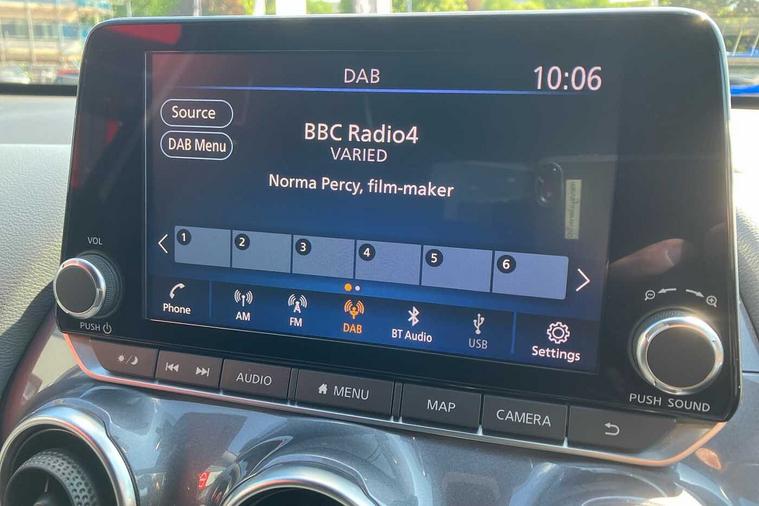 DAB
10:06
Source
DAB Menu
BBC Radio4
VARIED
Norma Percy, film-maker
1 2 3 4 5 6
Phone AM FM DAB BT Audio USB Settings
VOL
PUSH
PUSH SOUND
AUDIO MENU MAP CAMERA